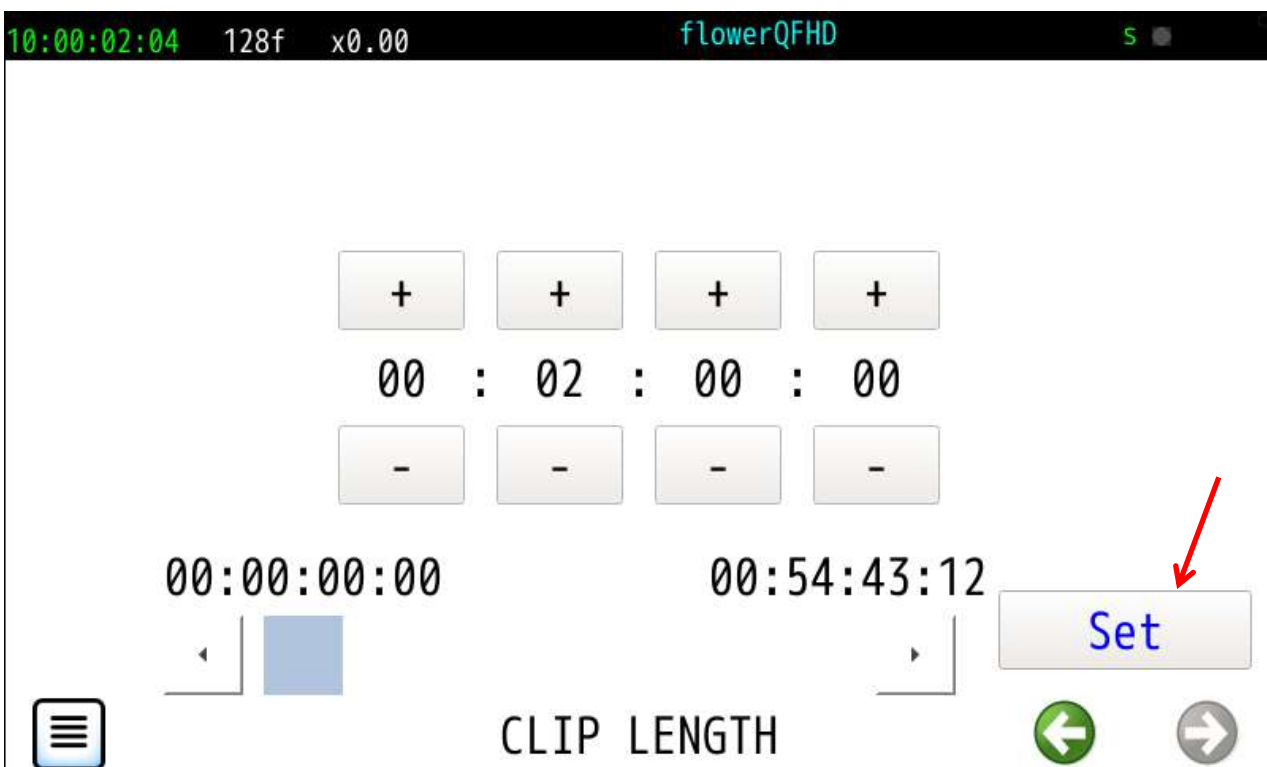 10:00:02:04 128f x0.00 flowerQFHD S
+ + + +
00 : 02 : 00 : 00
- - - -
00:00:00:00 00:54:43:12
Set
CLIP LENGTH